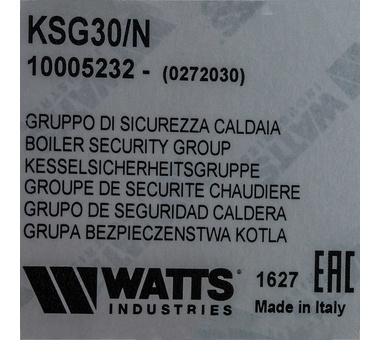 KSG30/N
10005232 - (0272030)
GRUPPO DI SICUREZZA CALDAIA
BOILER SECURITY GROUP
KESSELSICHERHEITSGRUPPE
GROUPE DE SECURITE CHAUDIERE
GRUPO DE SEGURIDAD CALDERA
GRUPA BEZPIECZENSTWA KOTLA
WATTS® 1627 EAC
INDUSTRIES Made in Italy